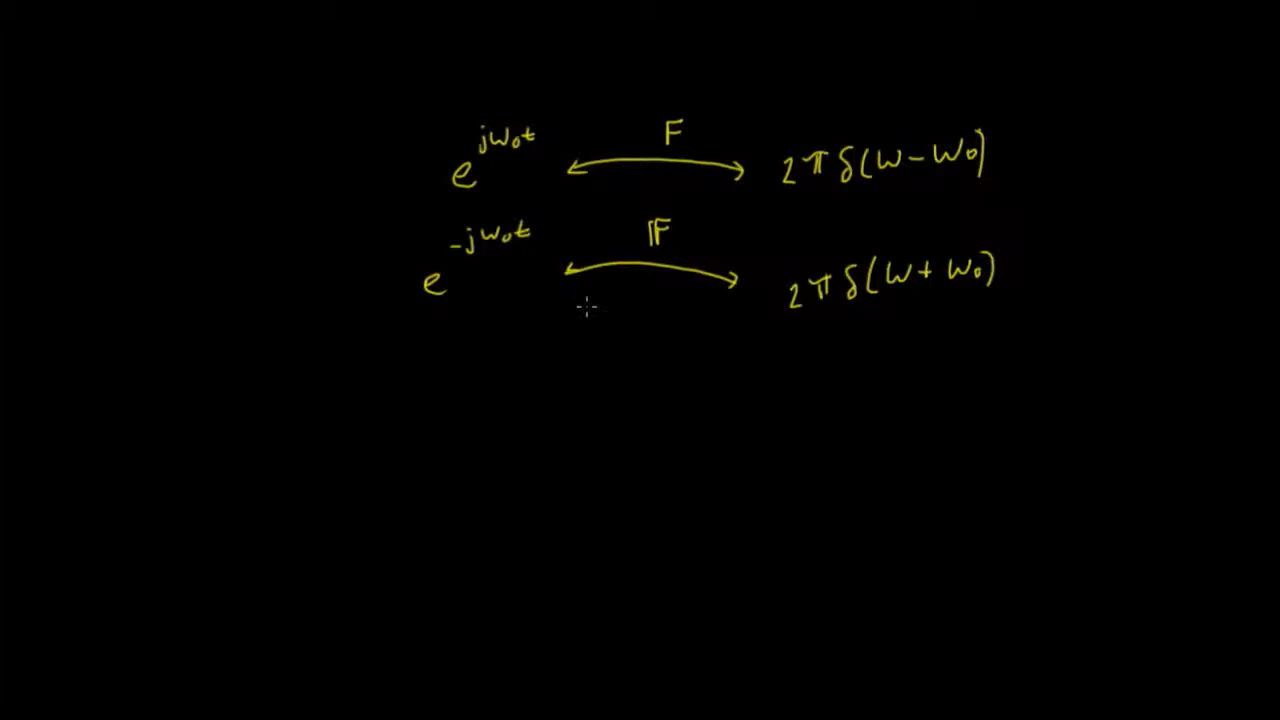 e^{jω₀t} ⟷ F 2π δ(ω − ω₀)
e^{-jω₀t} ⟷ F 2π δ(ω + ω₀)